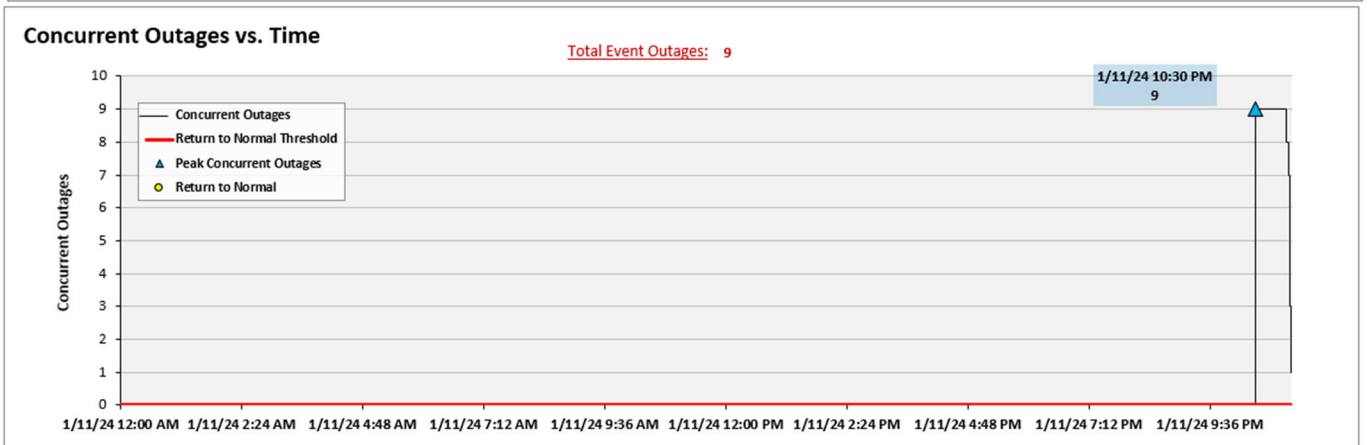 Concurrent Outages vs. Time
Total Event Outages: 9
1/11/24 10:30 PM
9
Concurrent Outages
Return to Normal Threshold
Peak Concurrent Outages
Return to Normal
Concurrent Outages
10
9
8
7
6
5
4
3
2
1
0
1/11/24 12:00 AM 1/11/24 2:24 AM 1/11/24 4:48 AM 1/11/24 7:12 AM 1/11/24 9:36 AM 1/11/24 12:00 PM 1/11/24 2:24 PM 1/11/24 4:48 PM 1/11/24 7:12 PM 1/11/24 9:36 PM